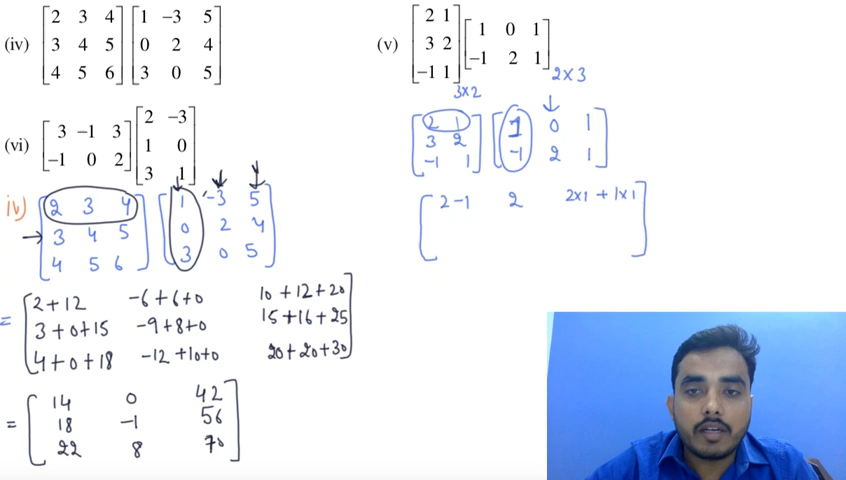 (iv) [2 3 4] [1 −3 5]
[3 4 5] [0 2 4]
[4 5 6] [3 0 5]
(vi) [3 −1 3] [2 −3]
[−1 0 2] [1 0]
[3 1]
iv) [2 3 4] [1 -3 5]
→ [3 4 5] [0 2 4]
[4 5 6] [3 0 5]
= [2+12 -6+6+0 10+12+20]
[3+0+15 -9+8+0 15+16+25]
[4+0+18 -12+10+0 20+20+30]
= [14 0 42]
[18 -1 56]
[22 8 70]
(v) [2 1] [1 0 1]
[3 2] [−1 2 1]
[−1 1]
2×3
3×2
[2 1] [1 0 1]
[3 2] [-1 2 1]
[-1 1]
[2-1 2 2×1 + 1×1]